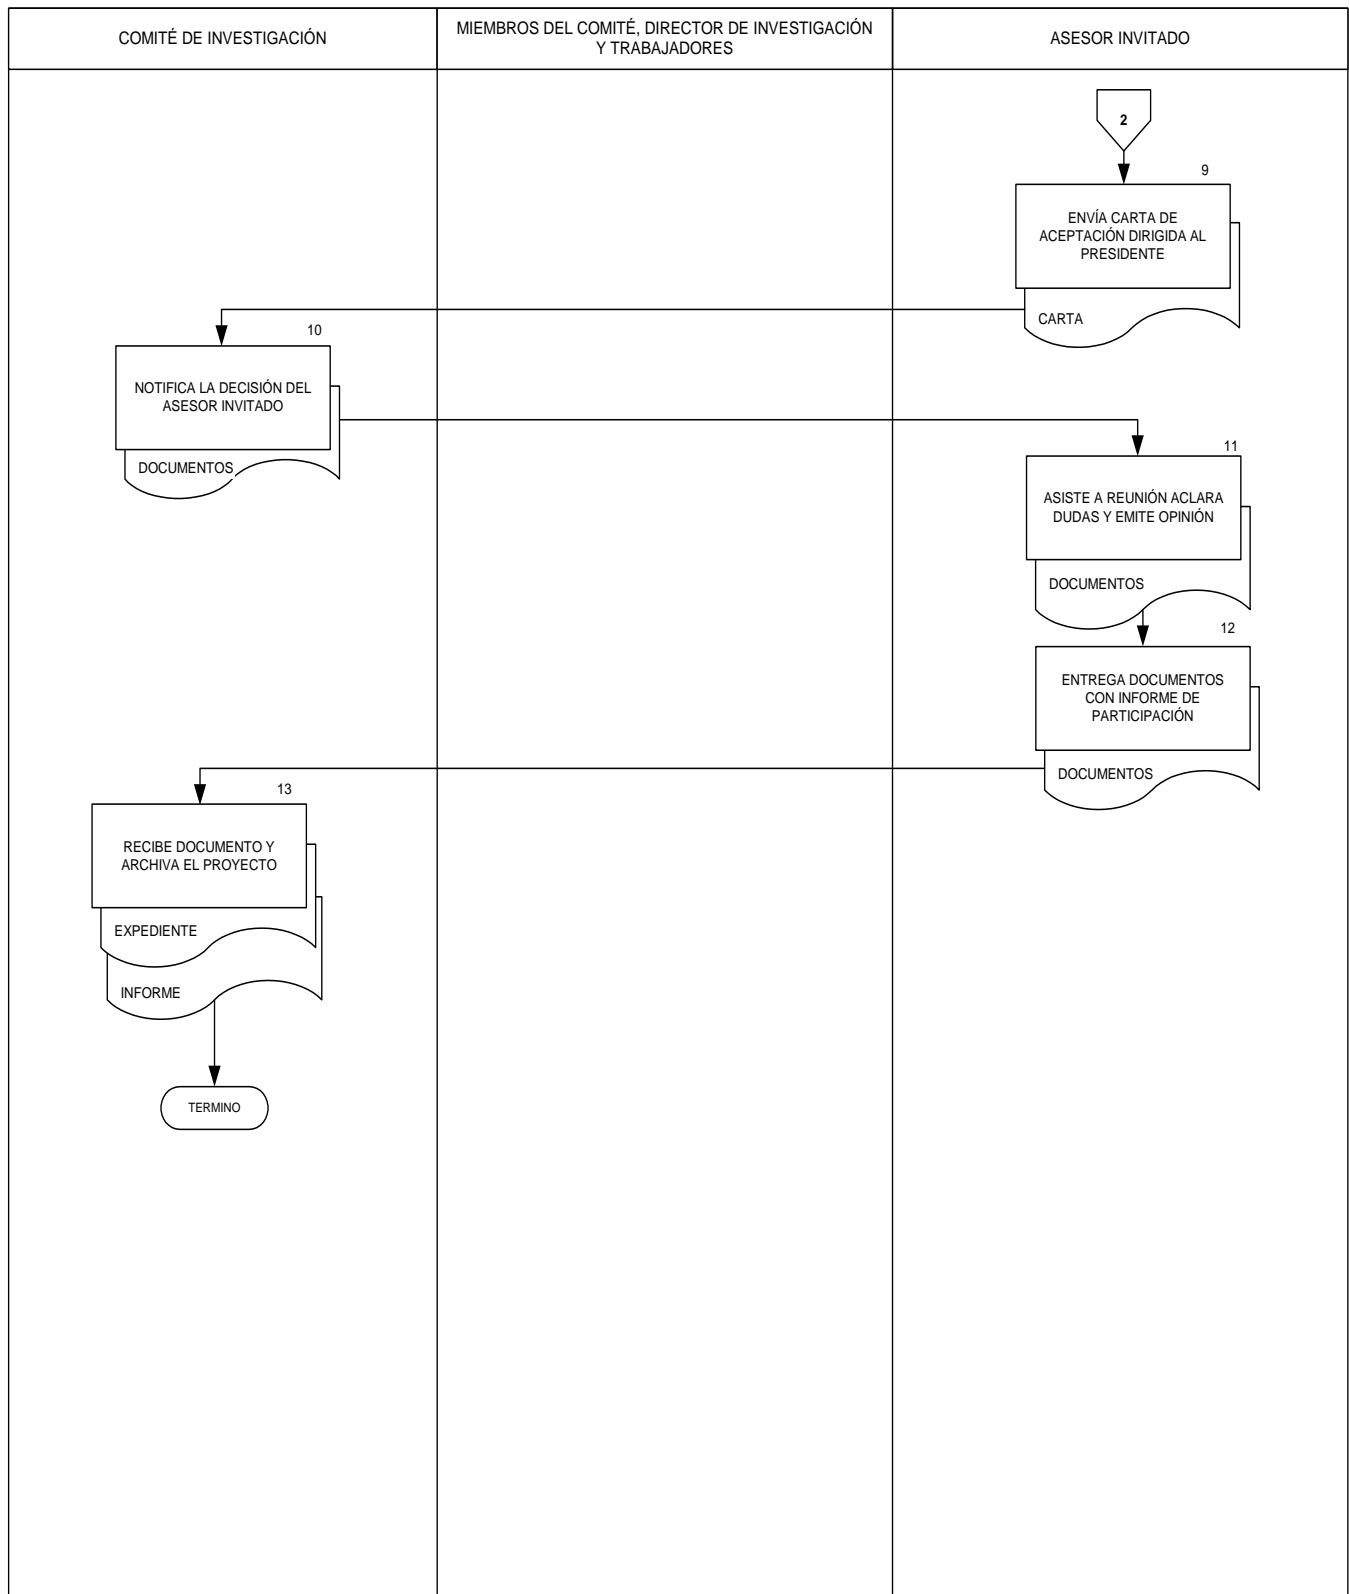 COMITÉ DE INVESTIGACIÓN
MIEMBROS DEL COMITÉ, DIRECTOR DE INVESTIGACIÓN
Y TRABAJADORES
ASESOR INVITADO
2
9
ENVÍA CARTA DE
ACEPTACIÓN DIRIGIDA AL
PRESIDENTE
CARTA
10
NOTIFICA LA DECISIÓN DEL
ASESOR INVITADO
DOCUMENTOS
11
ASISTE A REUNIÓN ACLARA
DUDAS Y EMITE OPINIÓN
DOCUMENTOS
12
ENTREGA DOCUMENTOS
CON INFORME DE
PARTICIPACIÓN
DOCUMENTOS
13
RECIBE DOCUMENTO Y
ARCHIVA EL PROYECTO
EXPEDIENTE
INFORME
TERMINO